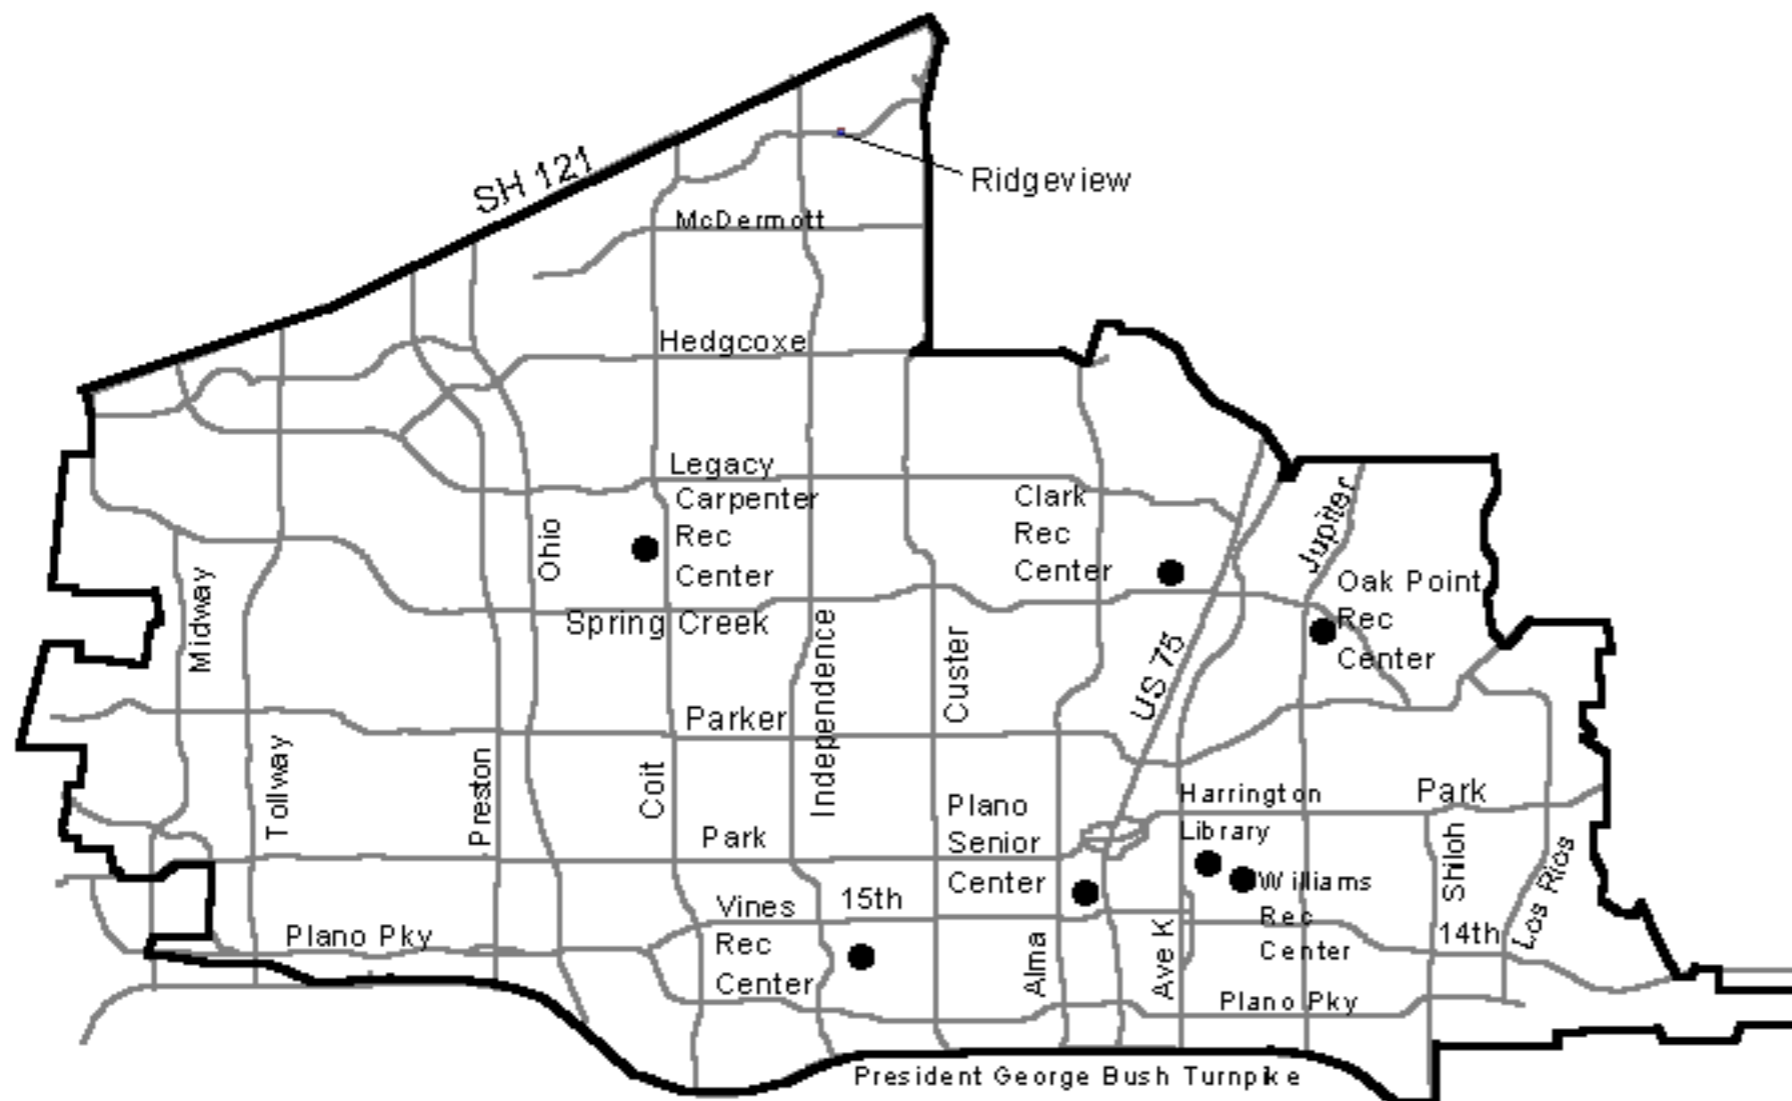 SH 121
Ridgeview
McDermott
Hedgcoxe
Legacy
Carpenter
Rec
Center
Clark
Rec
Center
Ohio
Jupiter
Oak Point
Rec
Center
Midway
Spring Creek
Independence
Custer
US 75
Parker
Tollway
Preston
Coit
Plano
Senior
Center
Harrington
Library
Park
Park
Shiloh
Los Rios
Williams
Rec
Center
Vines
Rec
Center
15th
14th
Plano Pky
Alma
Ave K
Plano Pky
President George Bush Turnpike